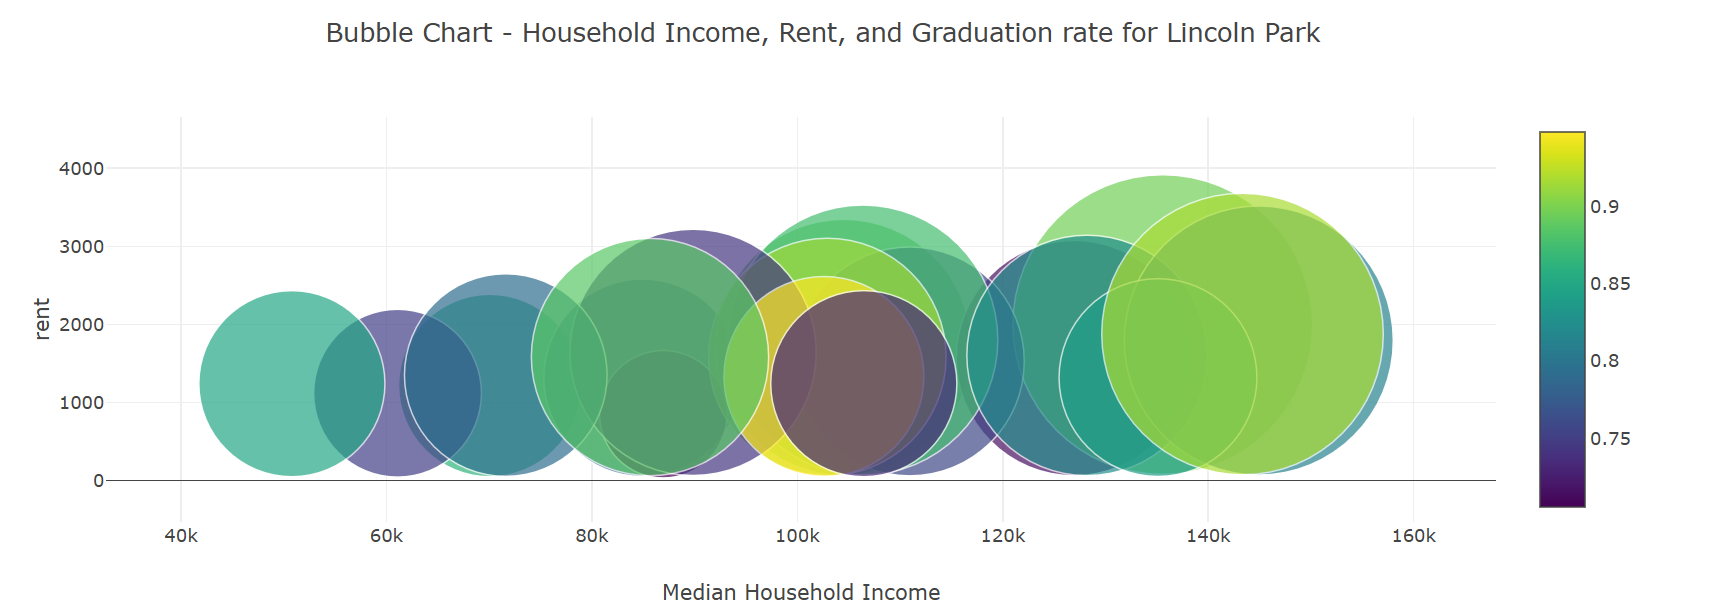 Bubble Chart - Household Income, Rent, and Graduation rate for Lincoln Park
4000
3000
2000
1000
0
rent
40k
60k
80k
100k
120k
140k
160k
Median Household Income
0.9
0.85
0.8
0.75